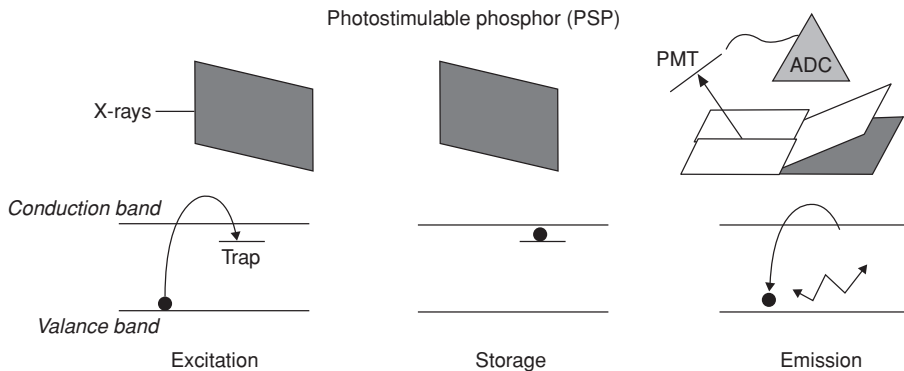 Photostimulable phosphor (PSP)
PMT
ADC
X-rays
Conduction band
Trap
Valance band
Excitation
Storage
Emission